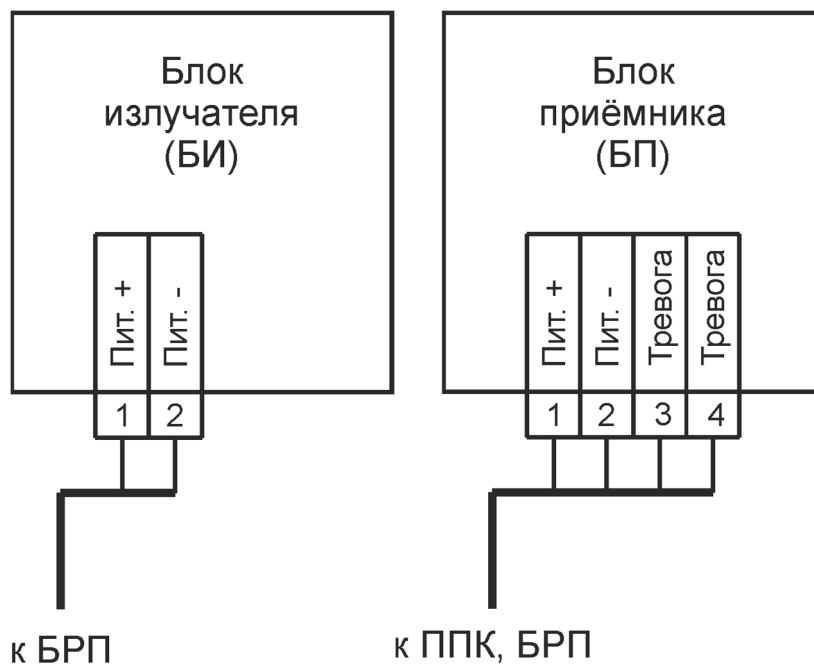 Блок
излучателя
(БИ)
Пит. +
Пит. -
1
2
к БРП
Блок
приёмника
(БП)
Пит. +
Пит. -
Тревога
Тревога
1
2
3
4
к ППК, БРП